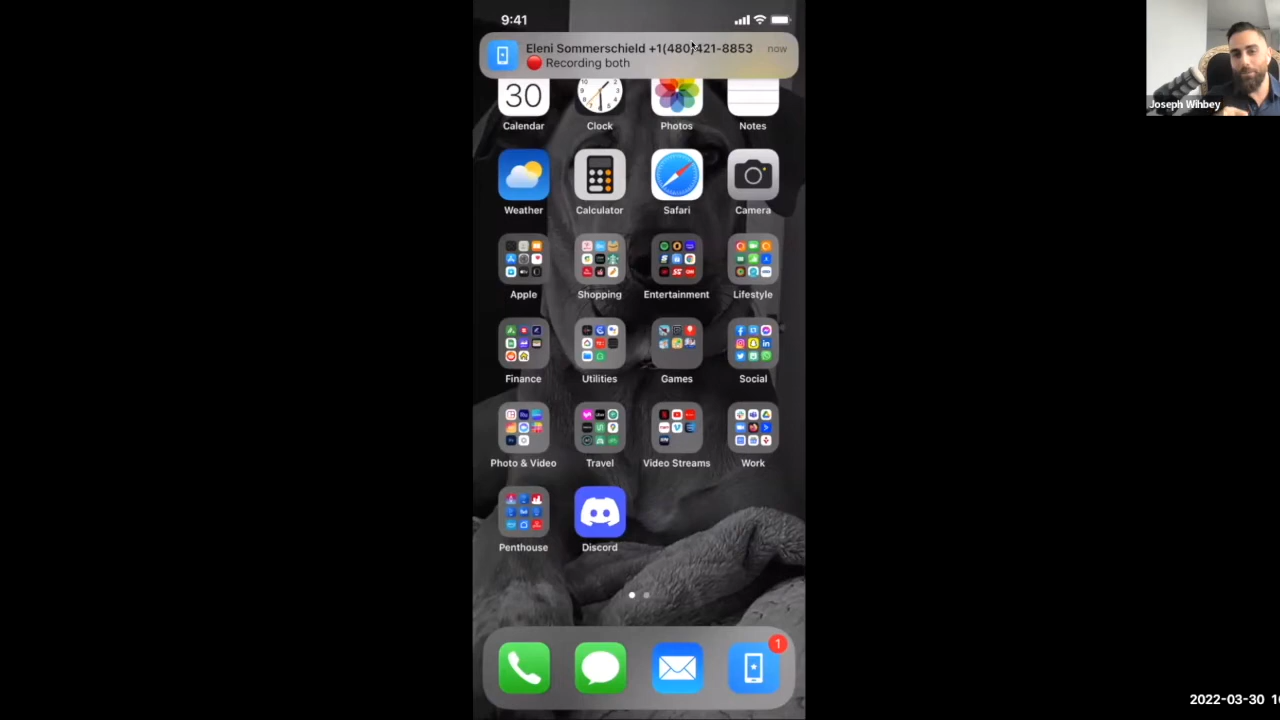 9:41
Eleni Sommerschield +1(480)421-8853 now
🔴 Recording both
30
Calendar Clock Photos Notes
Weather Calculator Safari Camera
Apple Shopping Entertainment Lifestyle
Finance Utilities Games Social
Photo & Video Travel Video Streams Work
Penthouse Discord
1
Joseph Wihbey
2022-03-30